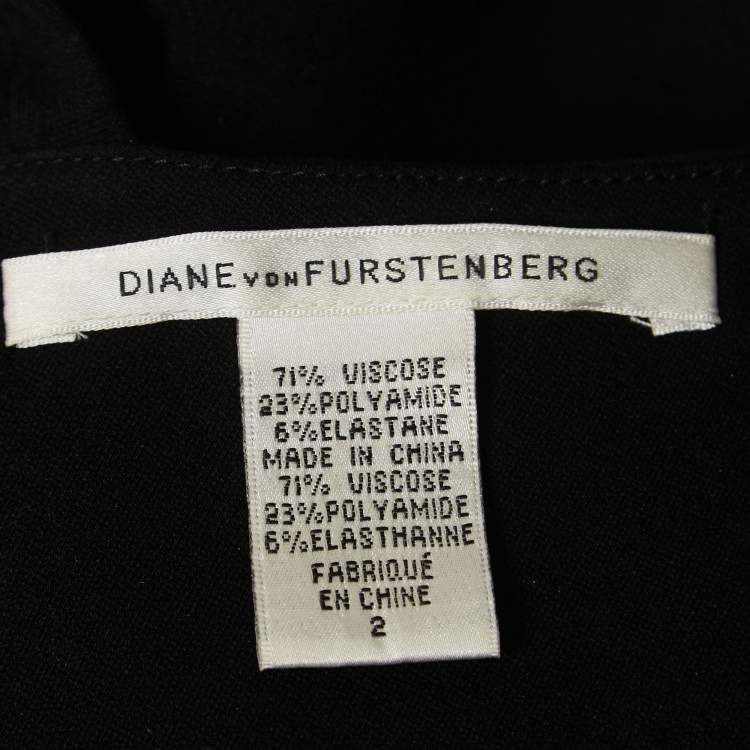 DIANE VON FURSTENBERG
71% VISCOSE
23%POLYAMIDE
6%ELASTANE
MADE IN CHINA
71% VISCOSE
23%POLYAMIDE
6%ELASTHANNE
FABRIQUÉ
EN CHINE
2